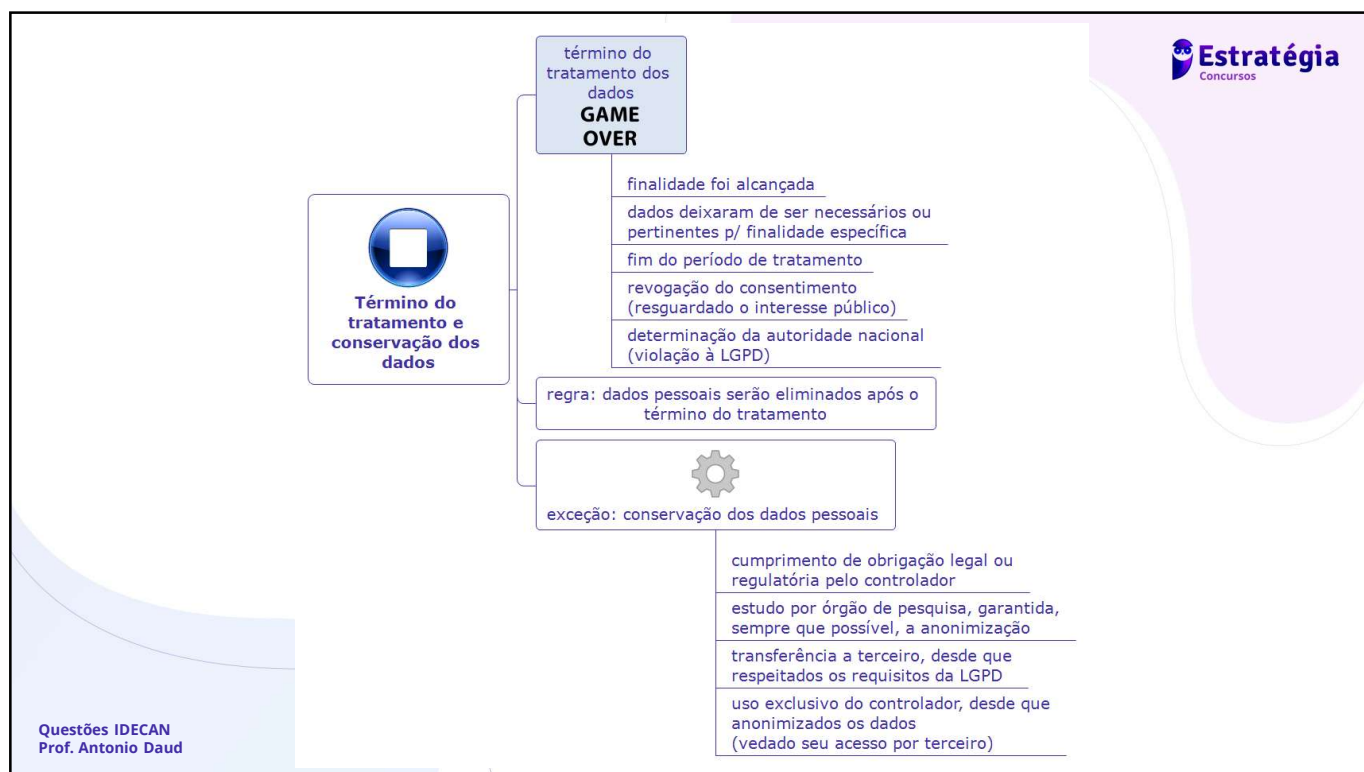 Estratégia
Concursos
término do
tratamento dos
dados
GAME
OVER
finalidade foi alcançada
dados deixaram de ser necessários ou
pertinentes p/ finalidade específica
fim do período de tratamento
revogação do consentimento
(resguardado o interesse público)
determinação da autoridade nacional
(violação à LGPD)
Término do
tratamento e
conservação dos
dados
regra: dados pessoais serão eliminados após o
término do tratamento
exceção: conservação dos dados pessoais
cumprimento de obrigação legal ou
regulatória pelo controlador
estudo por órgão de pesquisa, garantida,
sempre que possível, a anonimização
transferência a terceiro, desde que
respeitados os requisitos da LGPD
uso exclusivo do controlador, desde que
anonimizados os dados
(vedado seu acesso por terceiro)
Questões IDECAN
Prof. Antonio Daud